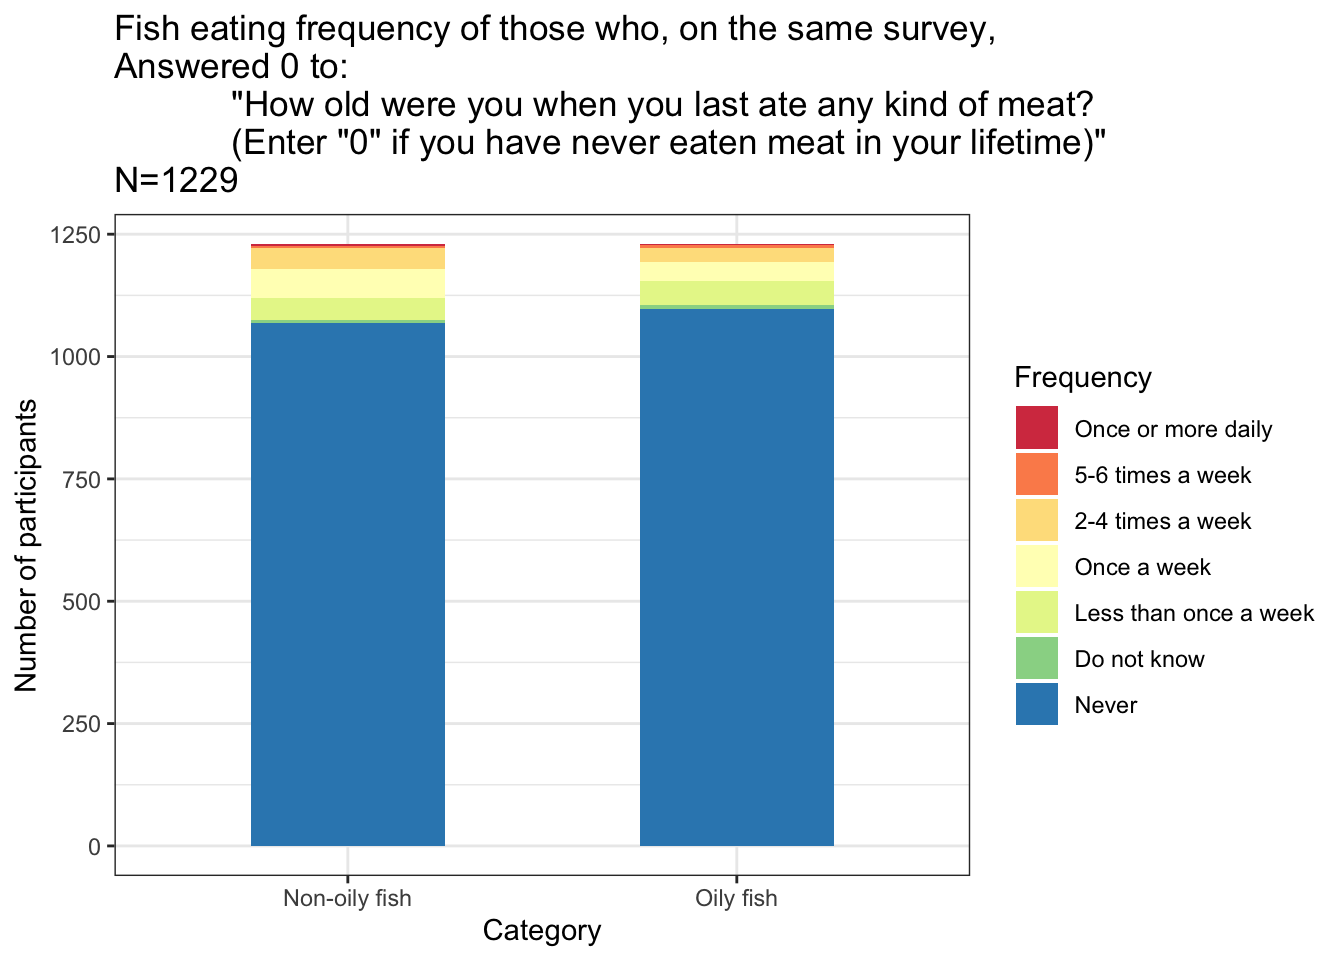 Fish eating frequency of those who, on the same survey,
Answered 0 to:
"How old were you when you last ate any kind of meat?
(Enter "0" if you have never eaten meat in your lifetime)"
N=1229
1250
1000
750
500
250
0
Number of participants
Non-oily fish
Oily fish
Category
Frequency
Once or more daily
5-6 times a week
2-4 times a week
Once a week
Less than once a week
Do not know
Never